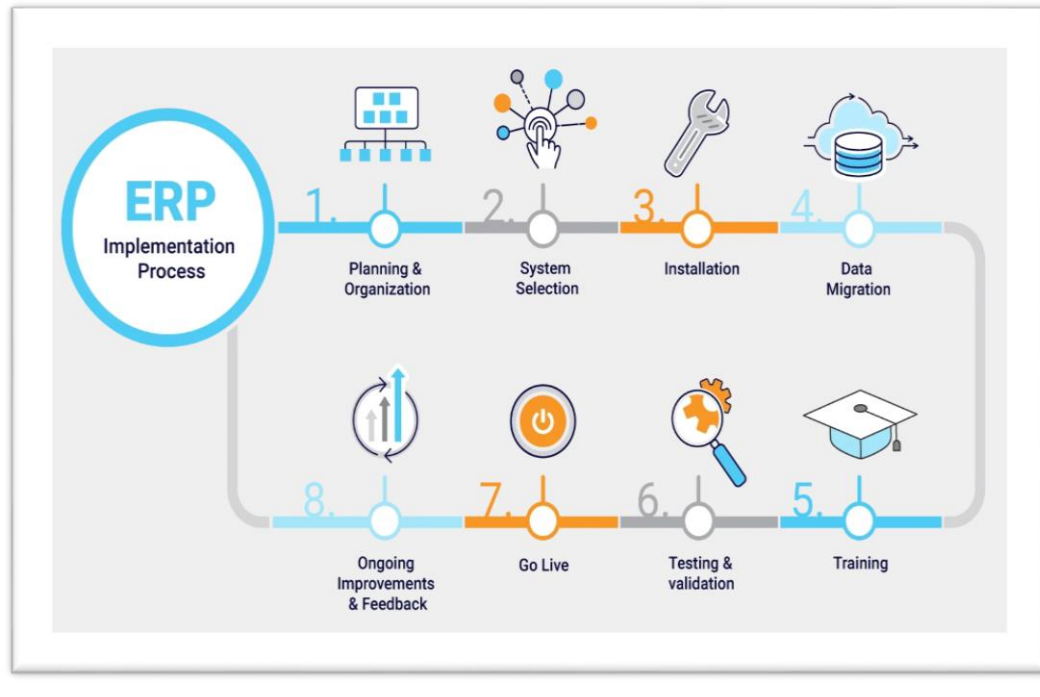 ERP
Implementation
Process
1.
Planning &
Organization
2.
System
Selection
3.
Installation
4.
Data
Migration
5.
Training
6.
Testing &
validation
7.
Go Live
8.
Ongoing
Improvements
& Feedback